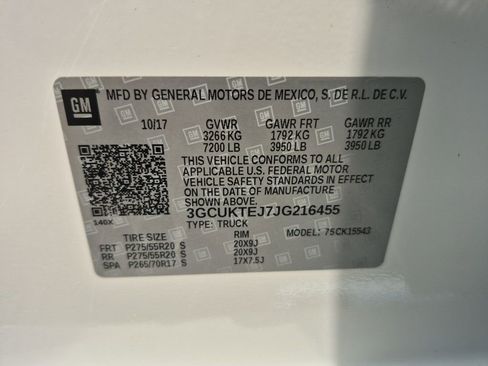 GM MFD BY GENERAL MOTORS DE MEXICO, S. DE R.L. DE C.V.
10/17 GVWR GAWR FRT GAWR RR
3266 KG 1792 KG 1792 KG
7200 LB 3950 LB 3950 LB
THIS VEHICLE CONFORMS TO ALL
APPLICABLE U.S. FEDERAL MOTOR
VEHICLE SAFETY STANDARDS IN
EFFECT ON THE DATE OF MANUFACTURE
SHOWN ABOVE.
3GCUKTEJ7JG216455
140X TYPE: TRUCK
TIRE SIZE RIM MODEL: 75CK15543
FRT P275/55R20 S 20X9J
RR P275/55R20 S 20X9J
SPA P265/70R17 S 17X7.5J